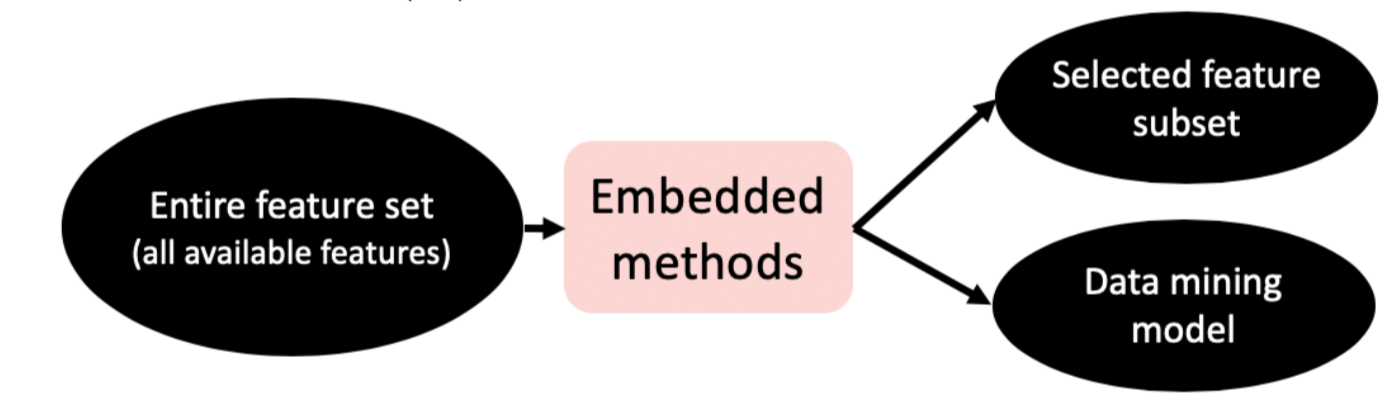 Entire feature set
(all available features)
Embedded
methods
Selected feature
subset
Data mining
model